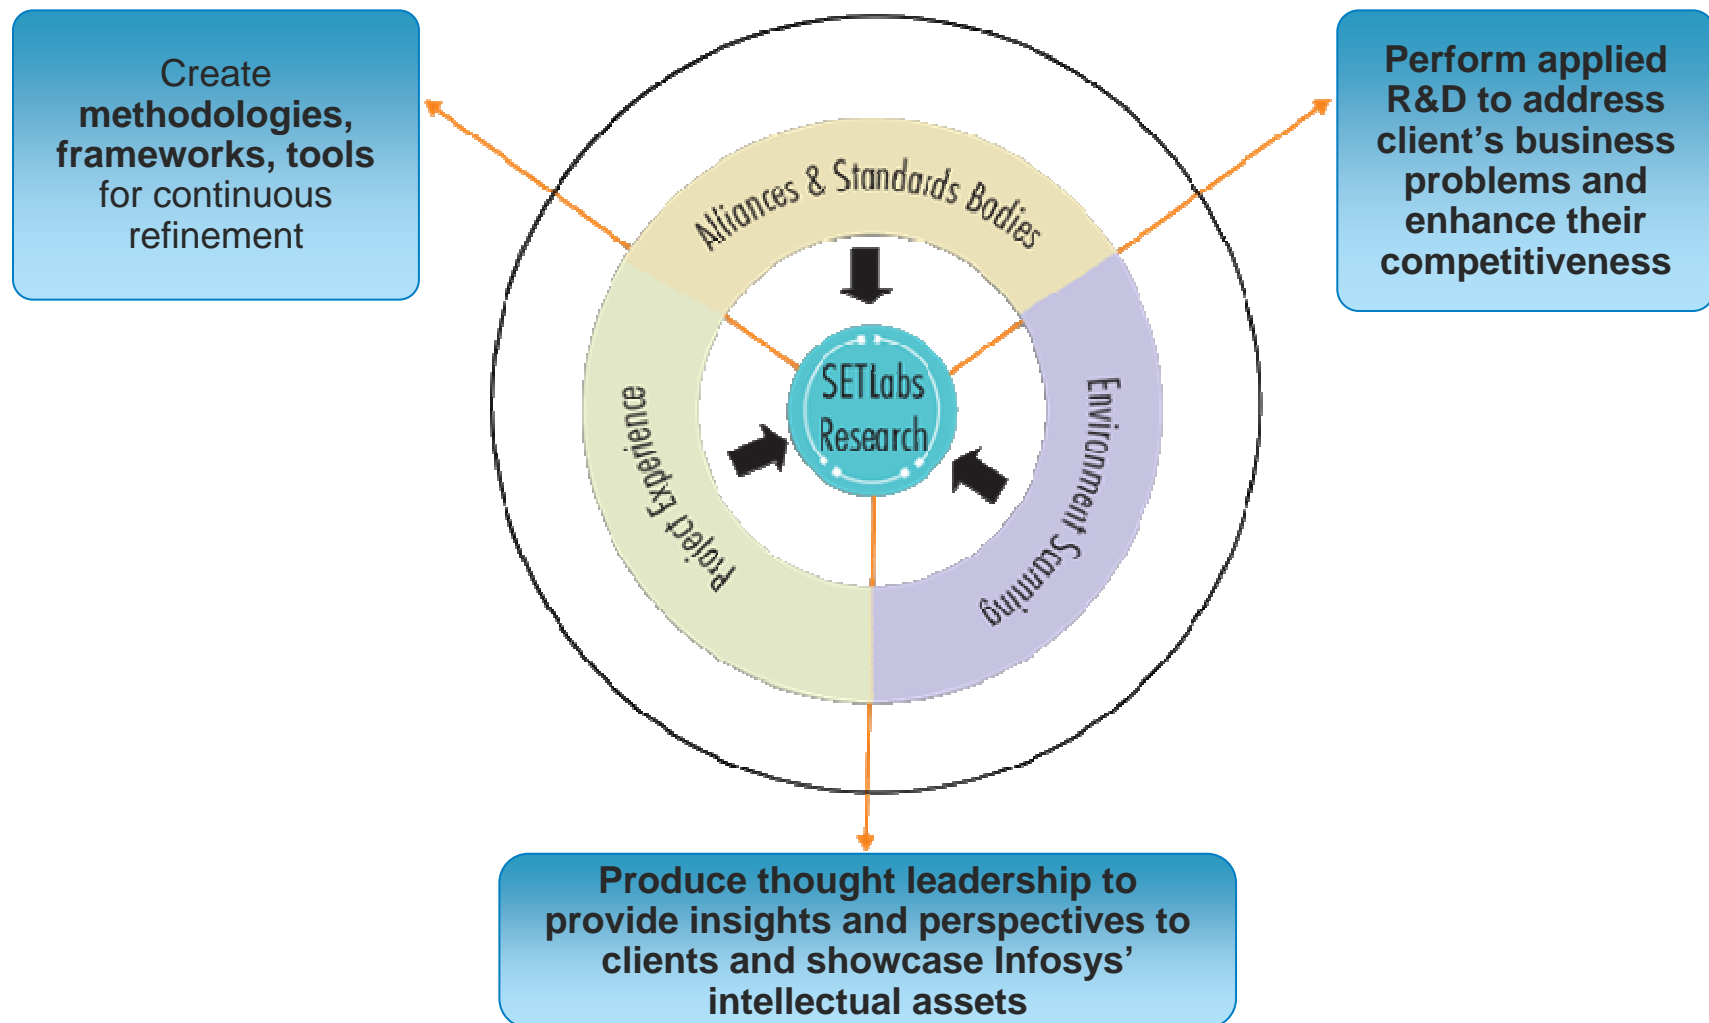 Create
methodologies,
frameworks, tools
for continuous
refinement
Perform applied
R&D to address
client’s business
problems and
enhance their
competitiveness
Alliances & Standards Bodies
SETLabs
Research
Project Experience
Environment Scanning
Produce thought leadership to
provide insights and perspectives to
clients and showcase Infosys’
intellectual assets